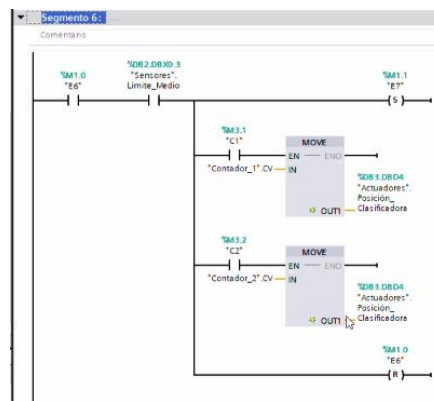 Segmento 6:
Comentario
%M1.0
"E6"
%DB2.DBX0.3
"Sensores".
Limite_Medio
%M1.1
"E7"
S
%M3.1
"C1"
MOVE
EN ENO
"Contador_1".CV IN
%DB3.DBD4
"Actuadores".
Posición_
OUT1 Clasificadora
%M3.2
"C2"
MOVE
EN ENO
"Contador_2".CV IN
%DB3.DBD4
"Actuadores".
Posición_
OUT1 Clasificadora
%M1.0
"E6"
R